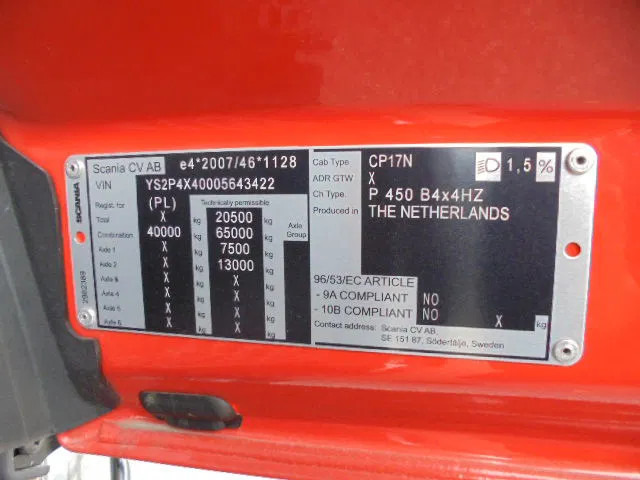 SCANIA
2982389
Scania CV AB e4*2007/46*1128
VIN YS2P4X40005643422
Regist. for (PL) Technically permissible
Total X kg 20500 kg
Combination 40000 kg 65000 kg Axle Group
Axle 1 X kg 7500 kg
Axle 2 X kg 13000 kg
Axle 3 X kg X kg
Axle 4 X kg X kg
Axle 5 X kg X kg
Axle 6 X kg X kg
Cab Type CP17N 1,5 %
ADR GTW X
Ch Type. P 450 B4x4HZ
Produced in THE NETHERLANDS
96/53/EC ARTICLE
- 9A COMPLIANT NO
- 10B COMPLIANT NO X kg
Contact address: Scania CV AB,
SE 151 87, Södertälje, Sweden